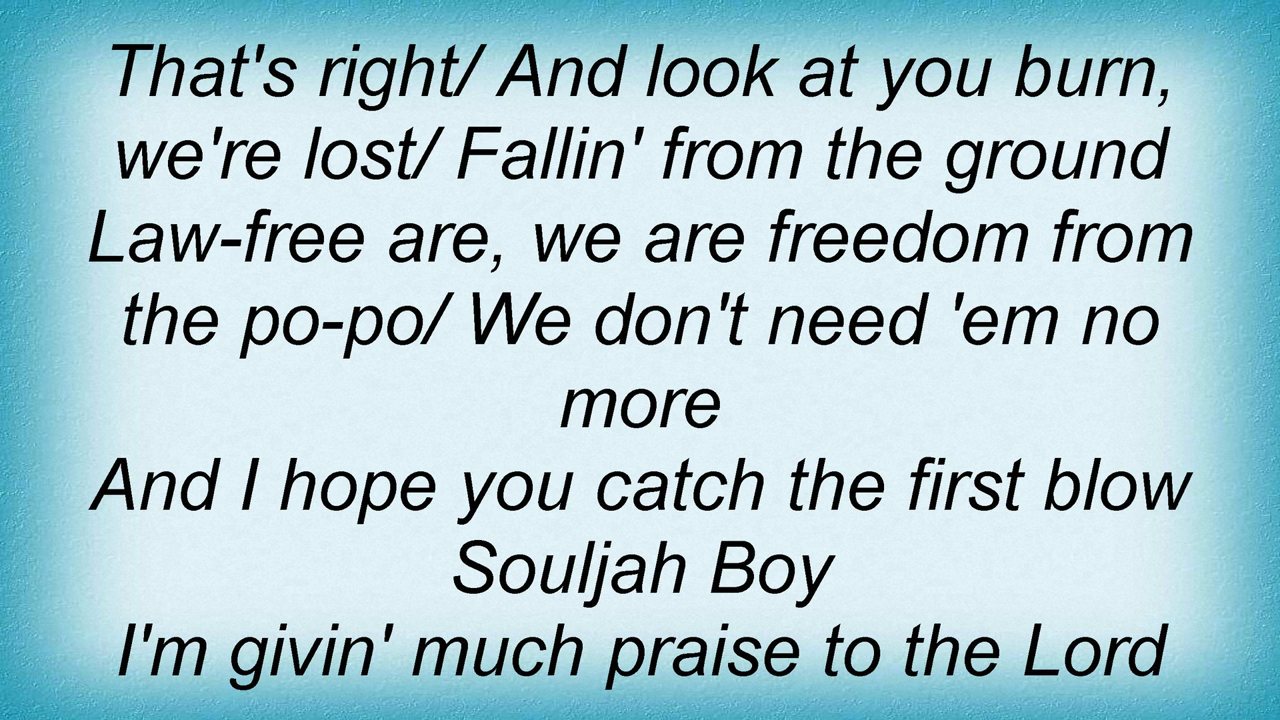 That's right/ And look at you burn,
we're lost/ Fallin' from the ground
Law-free are, we are freedom from
the po-po/ We don't need 'em no
more
And I hope you catch the first blow
Souljah Boy
I'm givin' much praise to the Lord